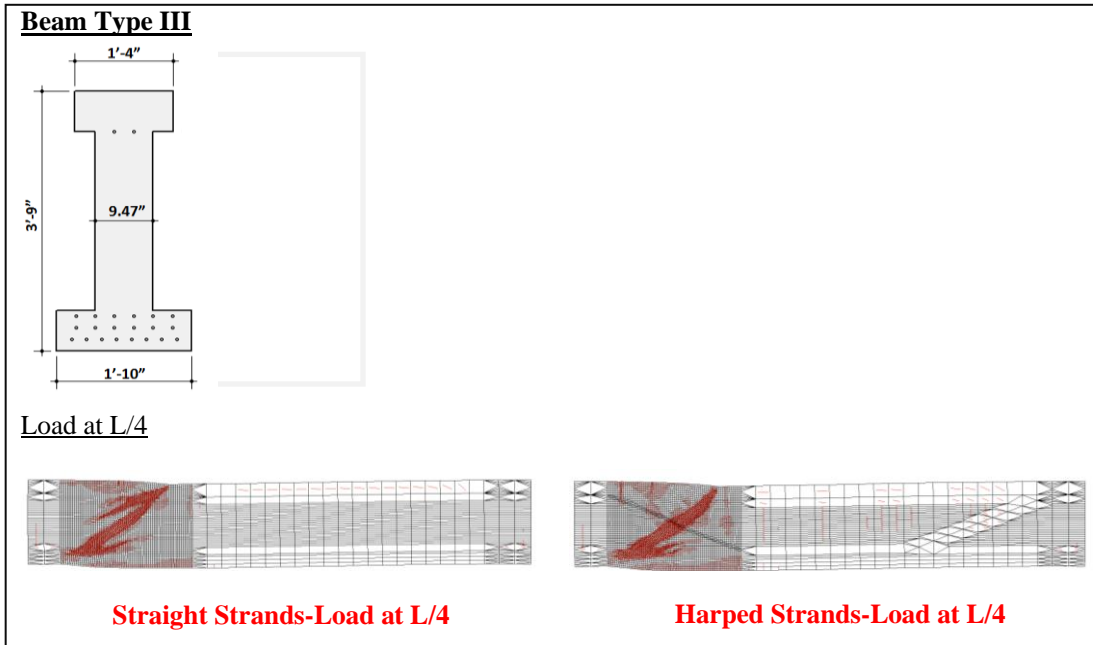 Beam Type III
1’-4”
3’-9”
9.47”
1’-10”
Load at L/4
Straight Strands-Load at L/4
Harped Strands-Load at L/4